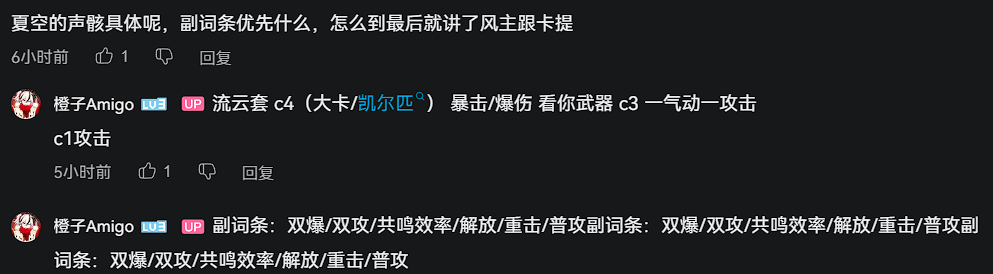 夏空的声骸具体呢，副词条优先什么，怎么到最后就讲了风主跟卡提
6小时前 1 回复
橙子Amigo LV3 UP 流云套 c4（大卡/凯尔匹） 暴击/爆伤 看你武器 c3 一气动一攻击
c1攻击
5小时前 1 回复
橙子Amigo LV3 UP 副词条：双爆/双攻/共鸣效率/解放/重击/普攻副词条：双爆/双攻/共鸣效率/解放/重击/普攻副
词条：双爆/双攻/共鸣效率/解放/重击/普攻